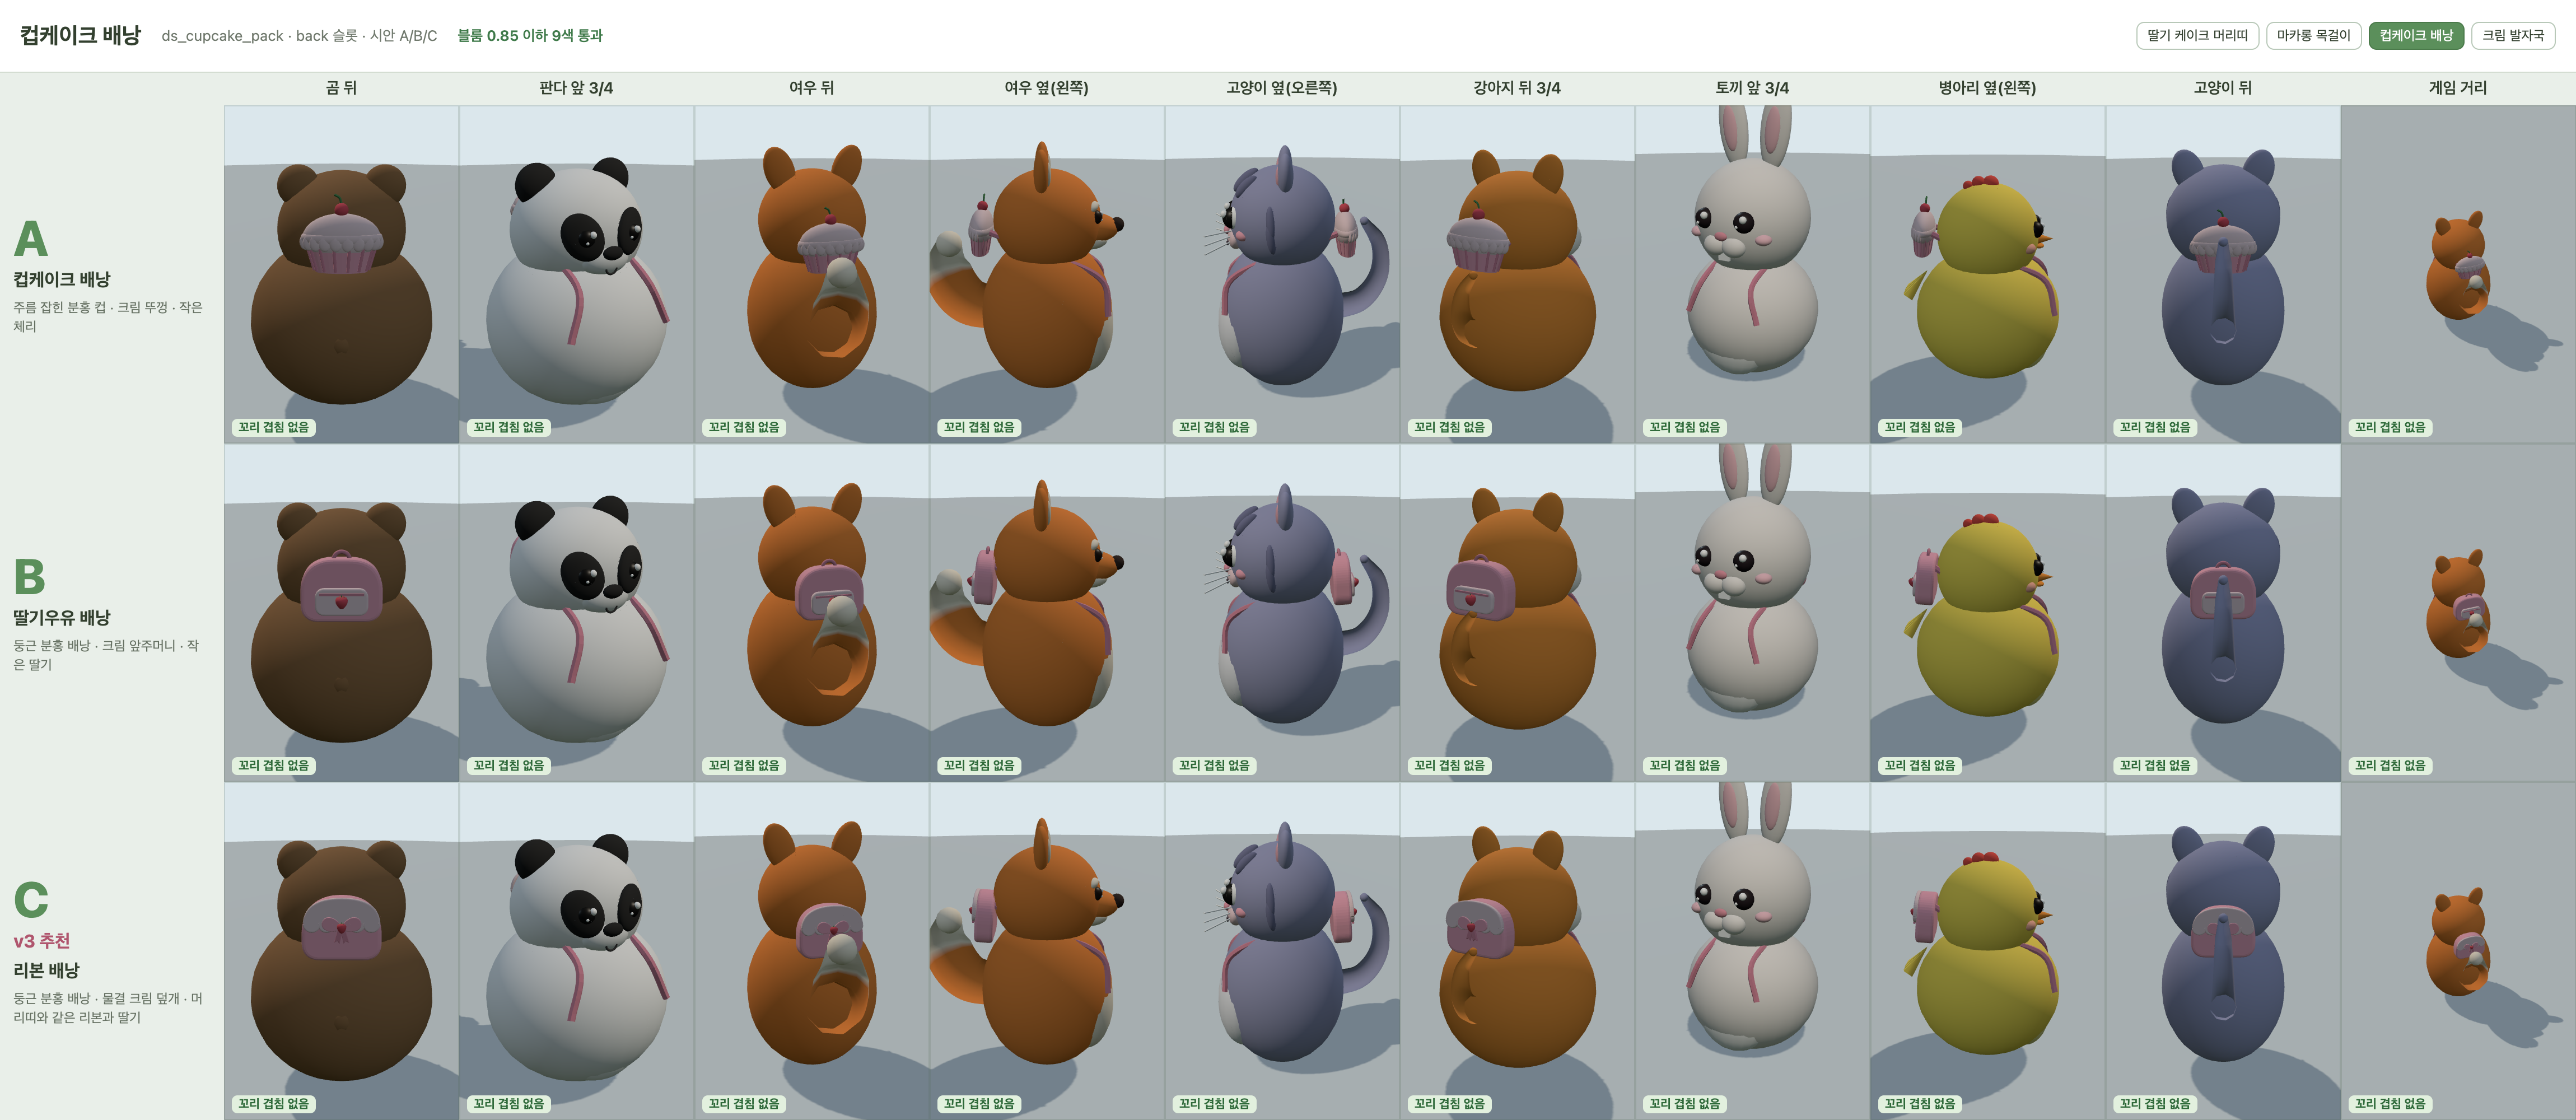 컵케이크 배낭
ds_cupcake_pack · back 슬롯 · 시안 A/B/C
블룸 0.85 이하 9색 통과
딸기 케이크 머리띠
마카롱 목걸이
컵케이크 배낭
크림 발자국
곰 뒤
판다 앞 3/4
여우 뒤
여우 옆(왼쪽)
고양이 옆(오른쪽)
강아지 뒤 3/4
토끼 앞 3/4
병아리 옆(왼쪽)
고양이 뒤
게임 거리
A
컵케이크 배낭
주름 잡힌 분홍 컵 · 크림 뚜껑 · 작은
체리
꼬리 겹침 없음
꼬리 겹침 없음
꼬리 겹침 없음
꼬리 겹침 없음
꼬리 겹침 없음
꼬리 겹침 없음
꼬리 겹침 없음
꼬리 겹침 없음
꼬리 겹침 없음
꼬리 겹침 없음
B
딸기우유 배낭
둥근 분홍 배낭 · 크림 앞주머니 · 작
은 딸기
꼬리 겹침 없음
꼬리 겹침 없음
꼬리 겹침 없음
꼬리 겹침 없음
꼬리 겹침 없음
꼬리 겹침 없음
꼬리 겹침 없음
꼬리 겹침 없음
꼬리 겹침 없음
꼬리 겹침 없음
C
v3 추천
리본 배낭
둥근 분홍 배낭 · 물결 크림 덮개 · 머
리띠와 같은 리본과 딸기
꼬리 겹침 없음
꼬리 겹침 없음
꼬리 겹침 없음
꼬리 겹침 없음
꼬리 겹침 없음
꼬리 겹침 없음
꼬리 겹침 없음
꼬리 겹침 없음
꼬리 겹침 없음
꼬리 겹침 없음